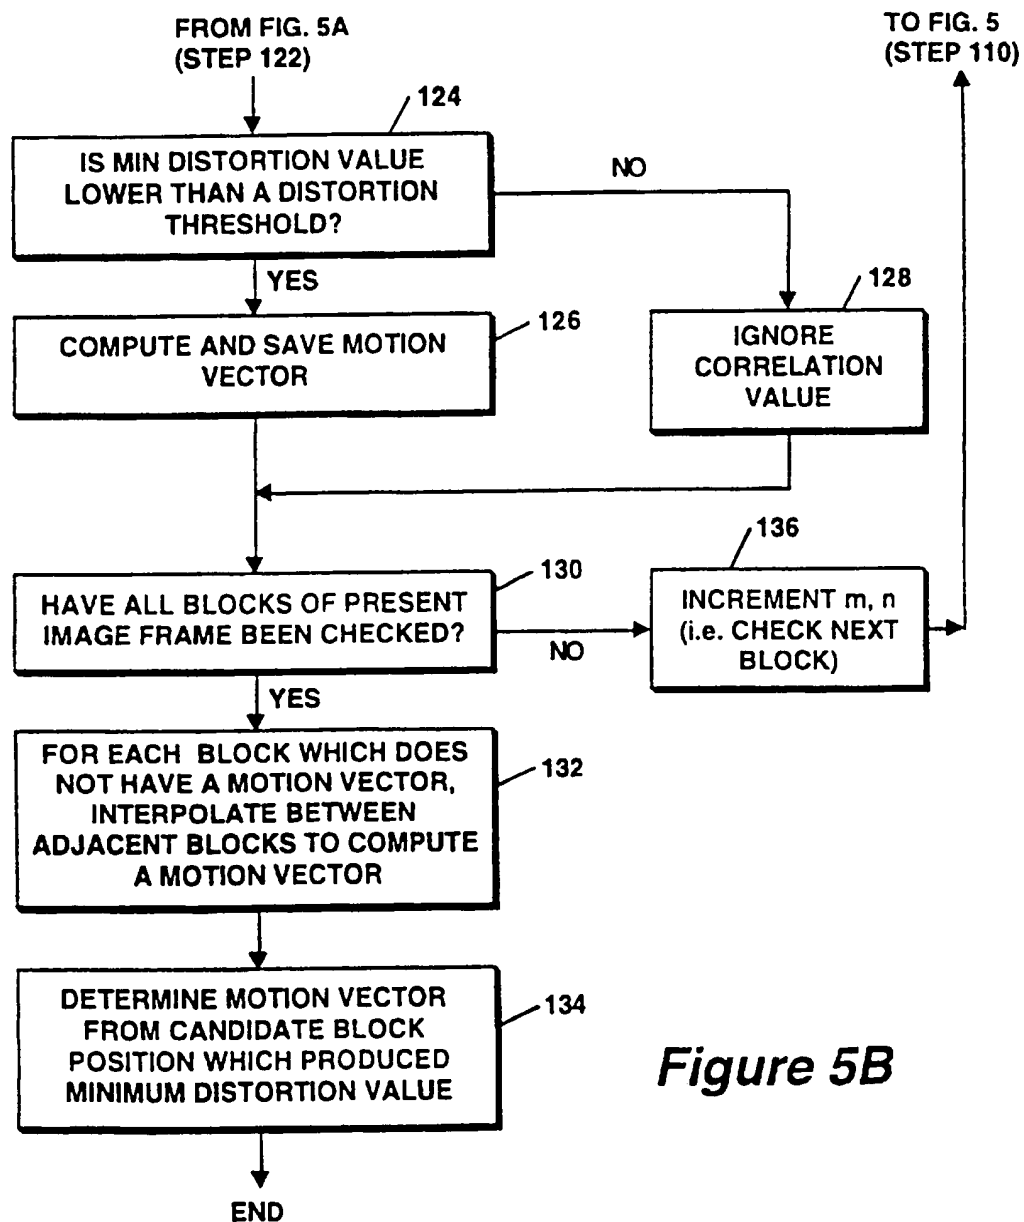 FROM FIG. 5A
(STEP 122)
TO FIG. 5
(STEP 110)
124
IS MIN DISTORTION VALUE
LOWER THAN A DISTORTION
THRESHOLD?
NO
YES
128
126
COMPUTE AND SAVE MOTION
VECTOR
IGNORE
CORRELATION
VALUE
136
130
HAVE ALL BLOCKS OF PRESENT
IMAGE FRAME BEEN CHECKED?
NO
INCREMENT m, n
(i.e. CHECK NEXT
BLOCK)
YES
FOR EACH BLOCK WHICH DOES
NOT HAVE A MOTION VECTOR,
INTERPOLATE BETWEEN
ADJACENT BLOCKS TO COMPUTE
A MOTION VECTOR
132
DETERMINE MOTION VECTOR
FROM CANDIDATE BLOCK
POSITION WHICH PRODUCED
MINIMUM DISTORTION VALUE
134
Figure 5B
END